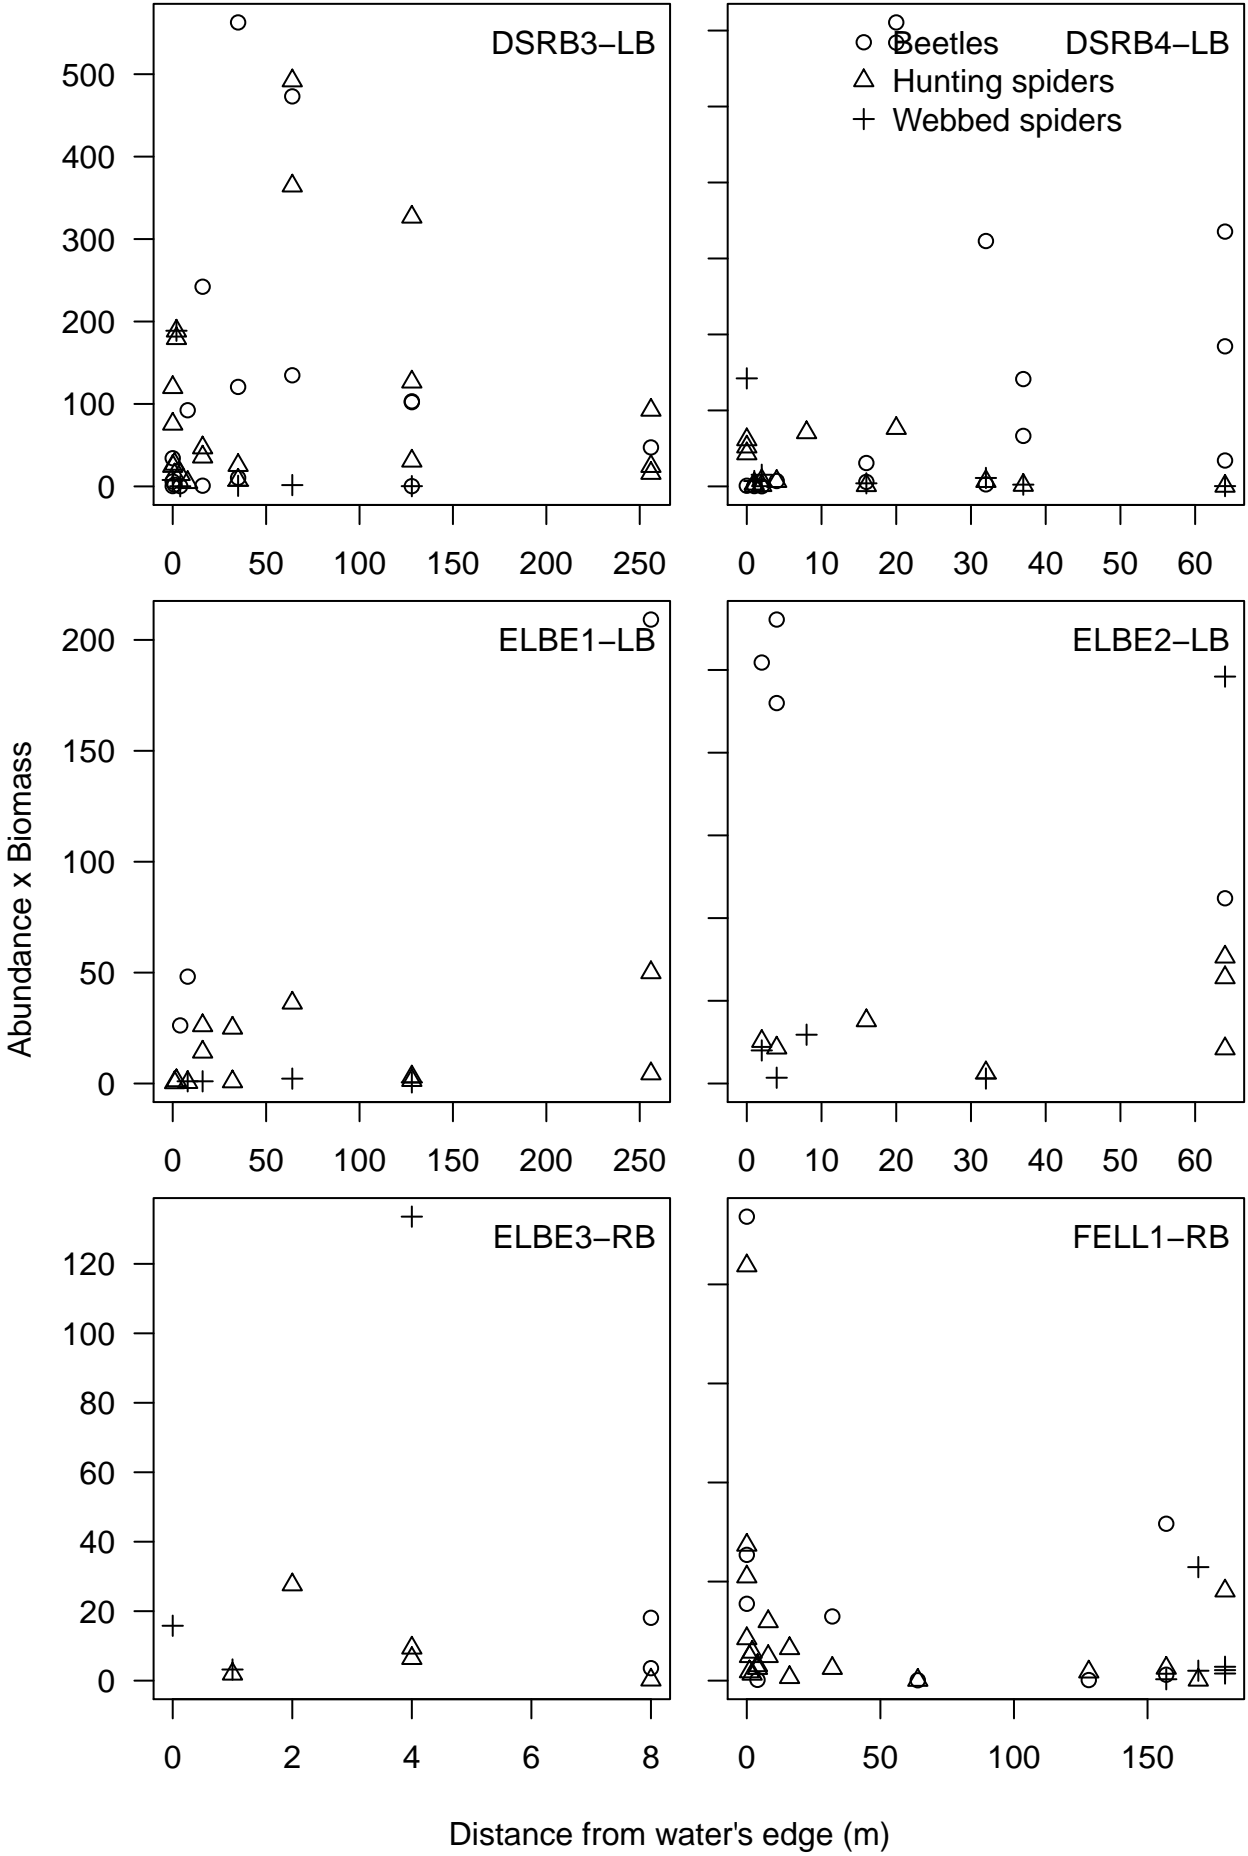 DSRB3–LB
500
400
300
200
100
0
0 50 100 150 200 250
DSRB4–LB
Beetles
Hunting spiders
Webbed spiders
0 10 20 30 40 50 60
ELBE1–LB
200
150
100
50
0
0 50 100 150 200 250
ELBE2–LB
0 10 20 30 40 50 60
ELBE3–RB
120
100
80
60
40
20
0
0 2 4 6 8
FELL1–RB
0 50 100 150
Abundance x Biomass
Distance from water's edge (m)